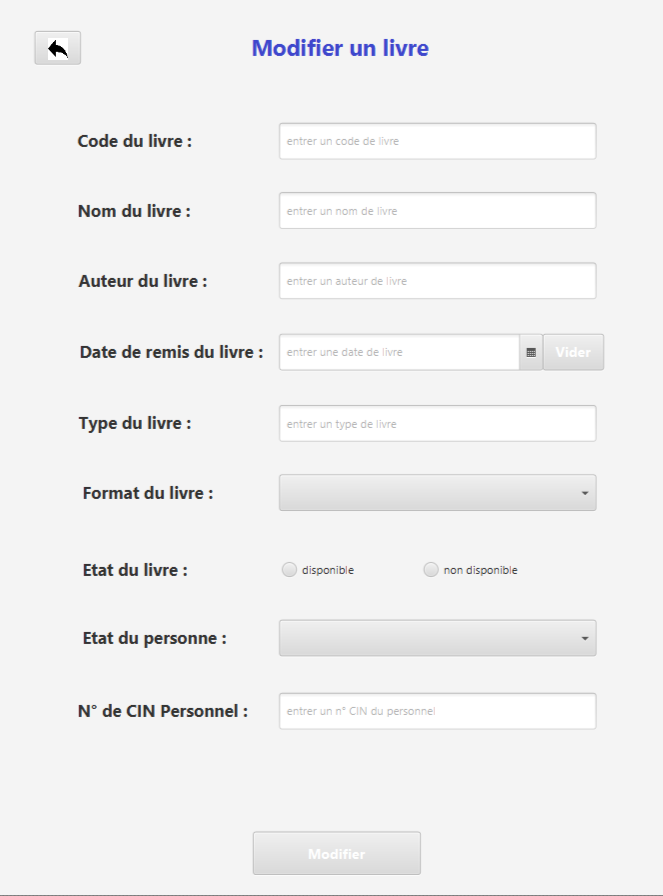 Modifier un livre
Code du livre :
entrer un code de livre
Nom du livre :
entrer un nom de livre
Auteur du livre :
entrer un auteur de livre
Date de remis du livre :
entrer une date de livre
Vider
Type du livre :
entrer un type de livre
Format du livre :
Etat du livre :
disponible
non disponible
Etat du personne :
N° de CIN Personnel :
entrer un n° CIN du personnel
Modifier